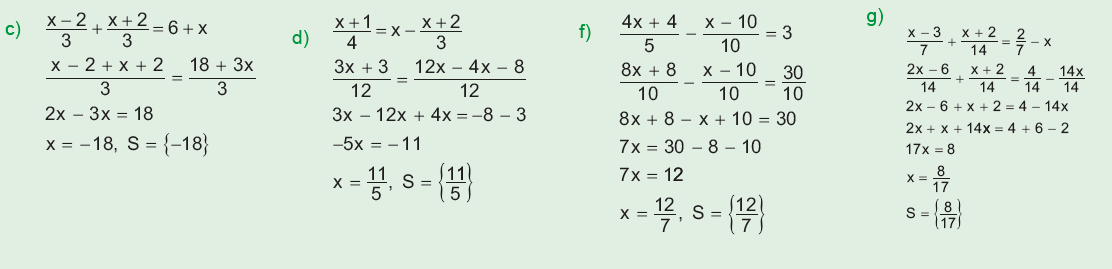 c) (x − 2)/3 + (x + 2)/3 = 6 + x
(x − 2 + x + 2)/3 = (18 + 3x)/3
2x − 3x = 18
x = −18, S = {−18}
d) (x + 1)/4 = x − (x + 2)/3
(3x + 3)/12 = (12x − 4x − 8)/12
3x − 12x + 4x = −8 − 3
−5x = −11
x = 11/5, S = {11/5}
f) (4x + 4)/5 − (x − 10)/10 = 3
(8x + 8)/10 − (x − 10)/10 = 30/10
8x + 8 − x + 10 = 30
7x = 30 − 8 − 10
7x = 12
x = 12/7, S = {12/7}
g) (x − 3)/7 + (x + 2)/14 = 2/7 − x
(2x − 6)/14 + (x + 2)/14 = 4/14 − 14x/14
2x − 6 + x + 2 = 4 − 14x
2x + x + 14x = 4 + 6 − 2
17x = 8
x = 8/17
S = {8/17}